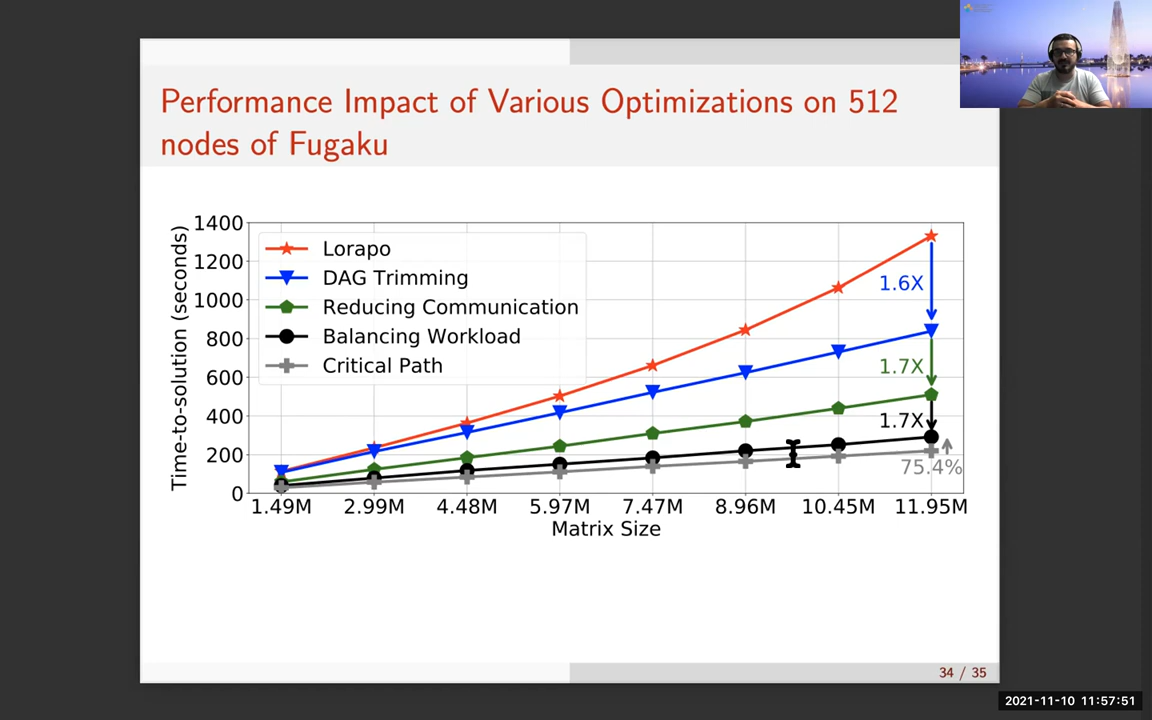 Performance Impact of Various Optimizations on 512
nodes of Fugaku
Time-to-solution (seconds)
1400
1200
1000
800
600
400
200
0
Lorapo
DAG Trimming
Reducing Communication
Balancing Workload
Critical Path
1.6X
1.7X
1.7X
75.4%
1.49M 2.99M 4.48M 5.97M 7.47M 8.96M 10.45M 11.95M
Matrix Size
34 / 35
2021-11-10 11:57:51